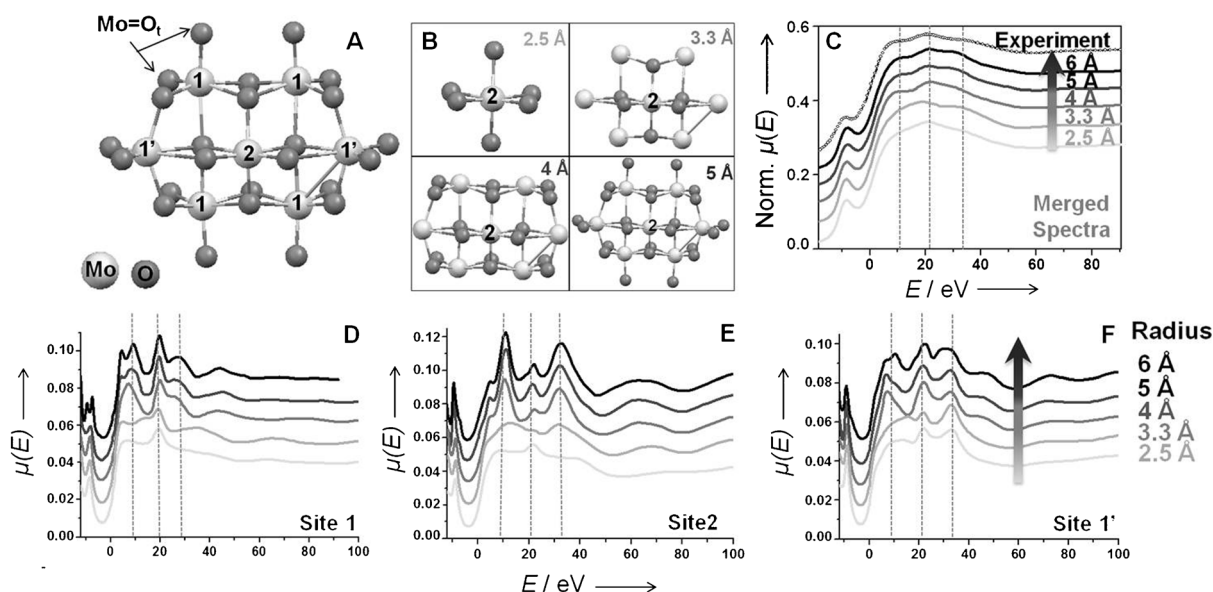 Mo=Oₜ
A
1
1
1'
2
1'
1
1
Mo
O
B
2.5 Å
2
3.3 Å
2
4 Å
2
5 Å
2
C
Experiment
6 Å
5 Å
4 Å
3.3 Å
2.5 Å
Merged
Spectra
Norm. μ(E)
0.6
0.4
0.2
0.0
0 20 40 60 80
E / eV
D
μ(E)
0.10
0.08
0.06
0.04
0.02
0.00
Site 1
0 20 40 60 80 100
E
μ(E)
0.12
0.10
0.08
0.06
0.04
0.02
0.00
Site2
0 20 40 60 80 100
E / eV
F
μ(E)
0.10
0.08
0.06
0.04
0.02
0.00
Site 1'
0 20 40 60 80 100
Radius
6 Å
5 Å
4 Å
3.3 Å
2.5 Å